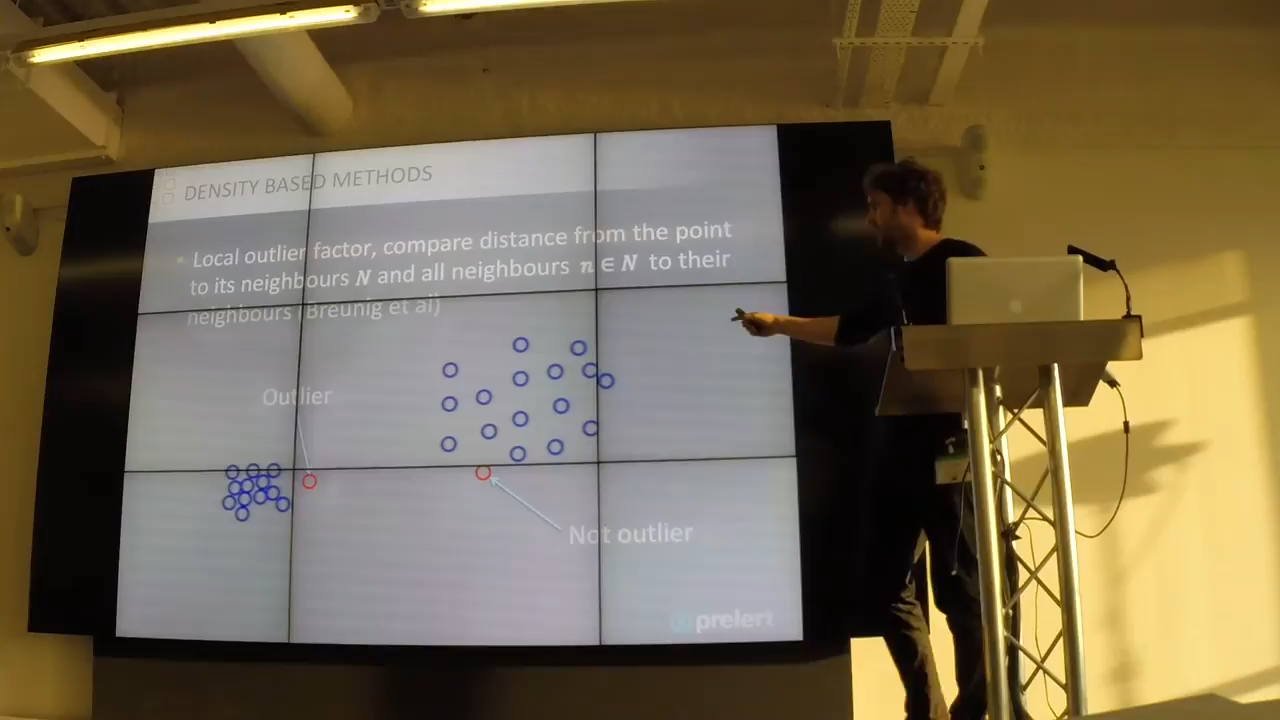 DENSITY BASED METHODS
• Local outlier factor, compare distance from the point
to its neighbours N and all neighbours n ∈ N to their
neighbours (Breunig et al)
Outlier
Not outlier
prelert